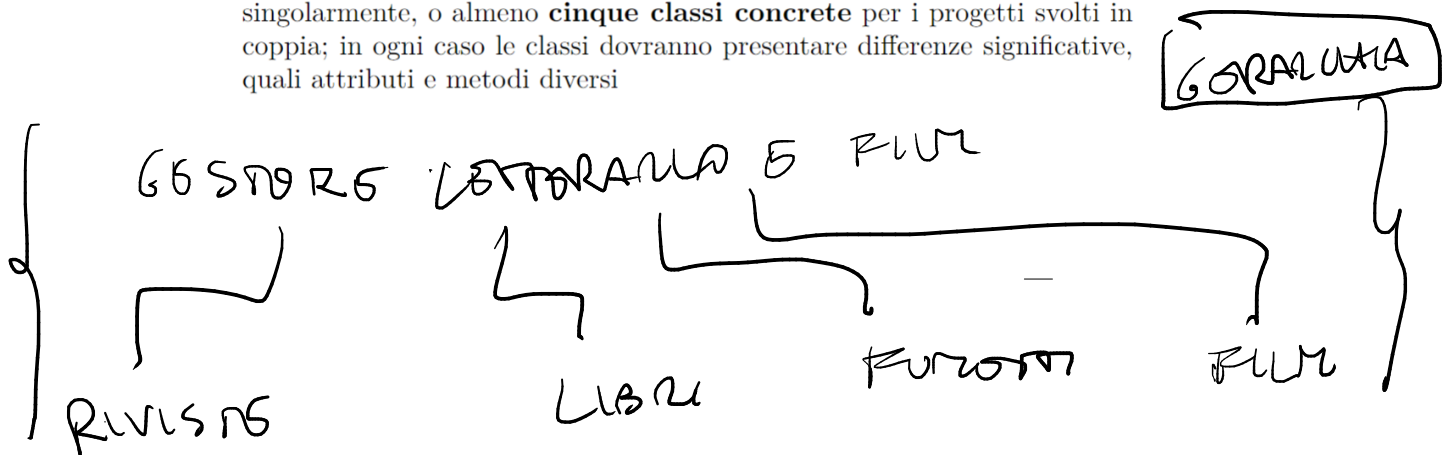 singolarmente, o almeno cinque classi concrete per i progetti svolti in
coppia; in ogni caso le classi dovranno presentare differenze significative,
quali attributi e metodi diversi
GERARCHIA
GESTORE LETTERARIO E FILM
RIVISTE LIBRI FUMETTI FILM